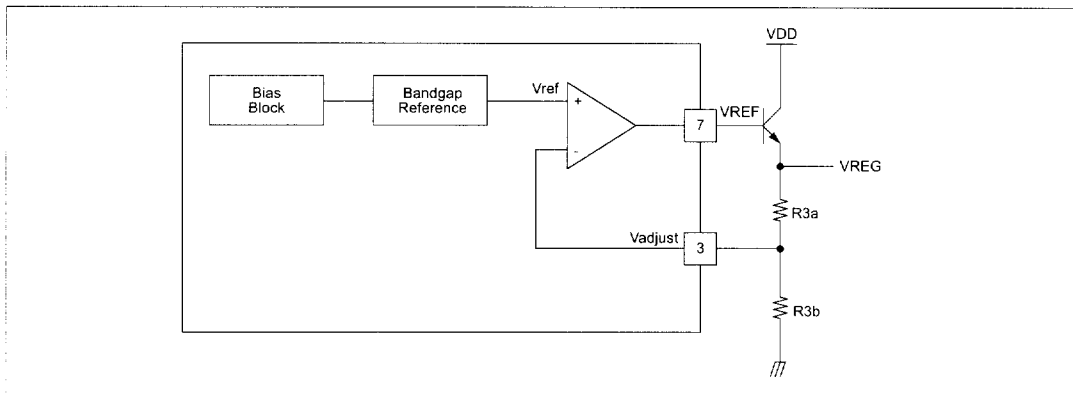 VDD
Bias
Block
Bandgap
Reference
Vref
+
-
7
VREF
VREG
R3a
Vadjust
3
R3b